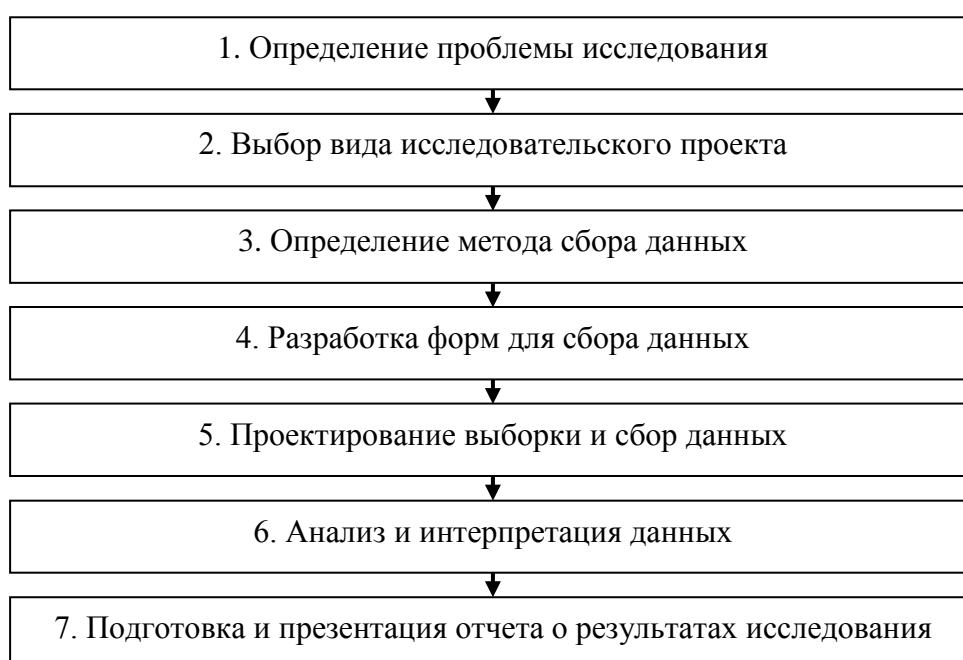 1. Определение проблемы исследования
2. Выбор вида исследовательского проекта
3. Определение метода сбора данных
4. Разработка форм для сбора данных
5. Проектирование выборки и сбор данных
6. Анализ и интерпретация данных
7. Подготовка и презентация отчета о результатах исследования